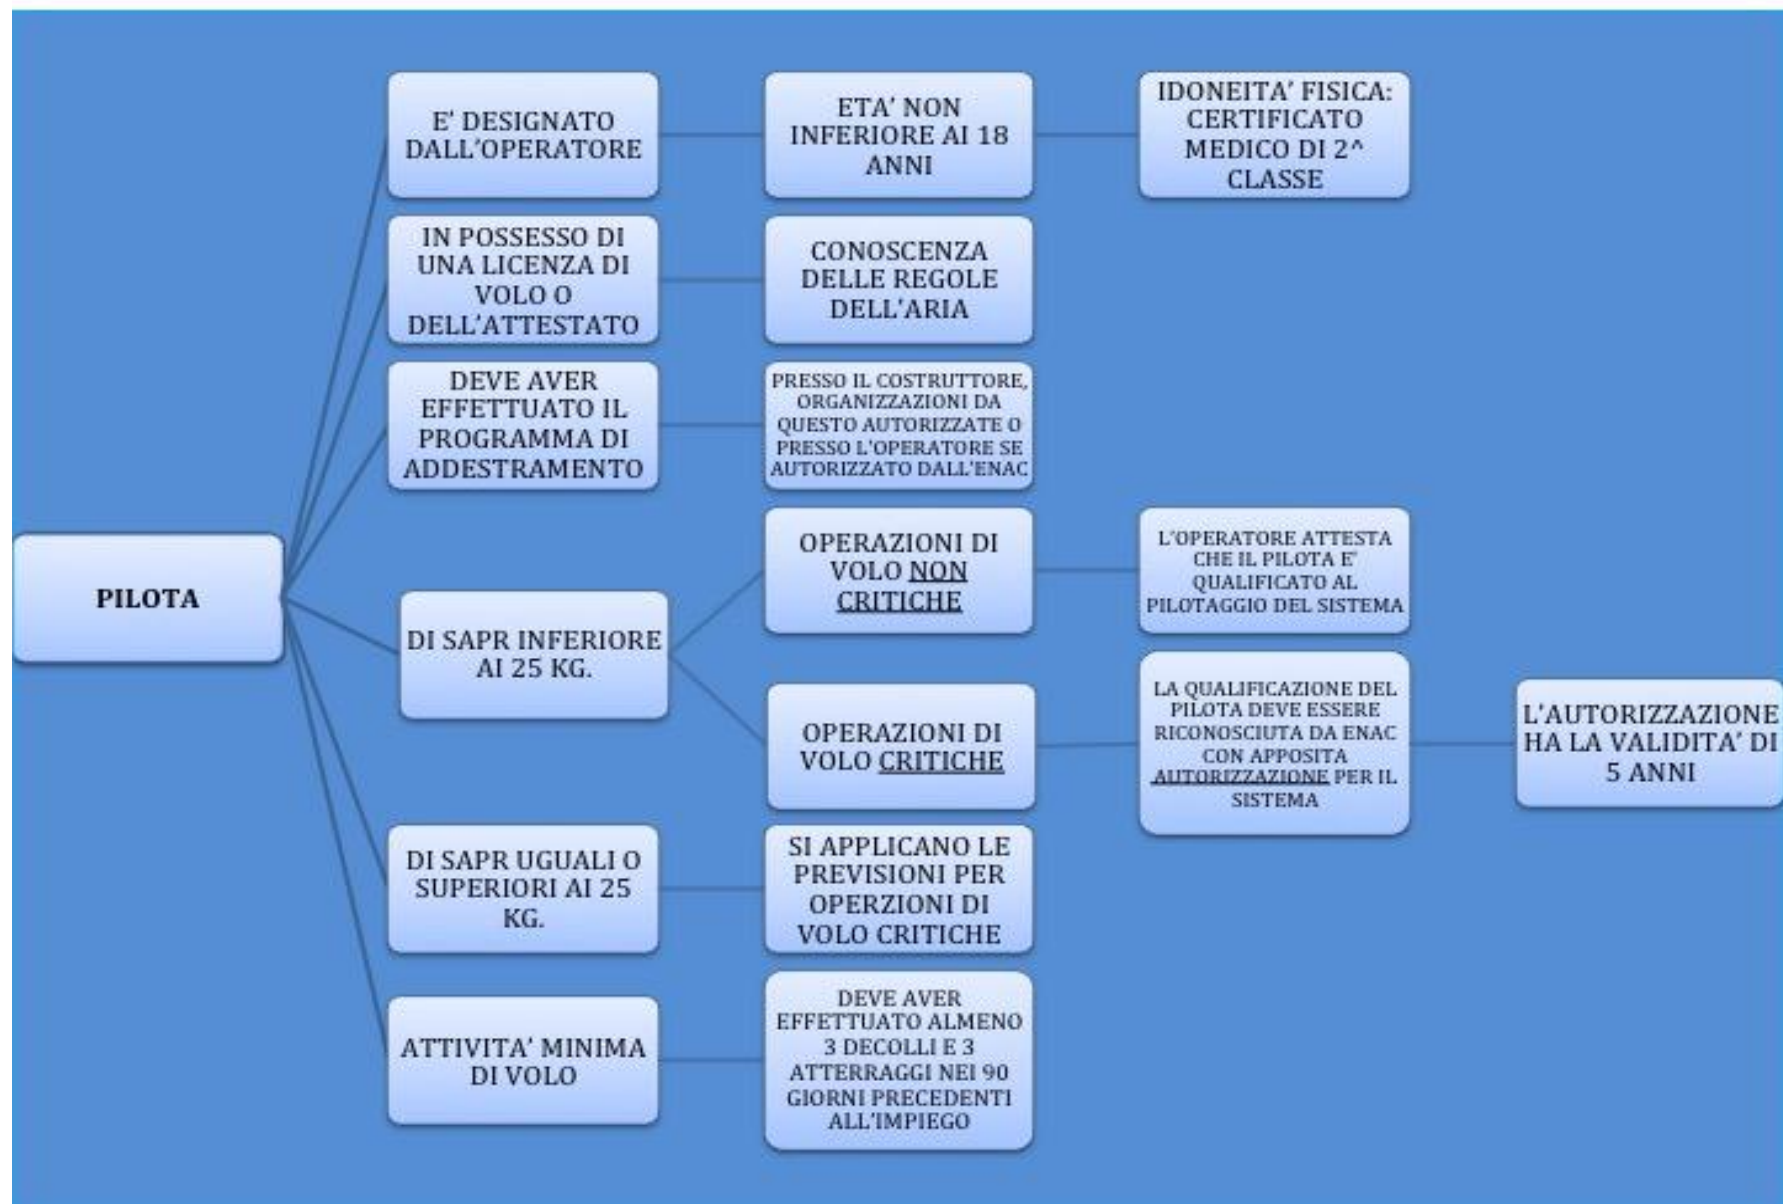 PILOTA
E' DESIGNATO
DALL'OPERATORE
ETA' NON
INFERIORE AI 18
ANNI
IDONEITA' FISICA:
CERTIFICATO
MEDICO DI 2^
CLASSE
IN POSSESSO DI
UNA LICENZA DI
VOLO O
DELL'ATTESTATO
CONOSCENZA
DELLE REGOLE
DELL'ARIA
DEVE AVER
EFFETTUATO IL
PROGRAMMA DI
ADDESTRAMENTO
PRESSO IL COSTRUTTORE,
ORGANIZZAZIONI DA
QUESTO AUTORIZZATE O
PRESSO L'OPERATORE SE
AUTORIZZATO DALL'ENAC
DI SAPR INFERIORE
AI 25 KG.
OPERAZIONI DI
VOLO NON
CRITICHE
L'OPERATORE ATTESTA
CHE IL PILOTA E'
QUALIFICATO AL
PILOTAGGIO DEL SISTEMA
OPERAZIONI DI
VOLO CRITICHE
LA QUALIFICAZIONE DEL
PILOTA DEVE ESSERE
RICONOSCIUTA DA ENAC
CON APPOSITA
AUTORIZZAZIONE PER IL
SISTEMA
L'AUTORIZZAZIONE
HA LA VALIDITA' DI
5 ANNI
DI SAPR UGUALI O
SUPERIORI AI 25
KG.
SI APPLICANO LE
PREVISIONI PER
OPERZIONI DI
VOLO CRITICHE
ATTIVITA' MINIMA
DI VOLO
DEVE AVER
EFFETTUATO ALMENO
3 DECOLLI E 3
ATTERRAGGI NEI 90
GIORNI PRECEDENTI
ALL'IMPIEGO